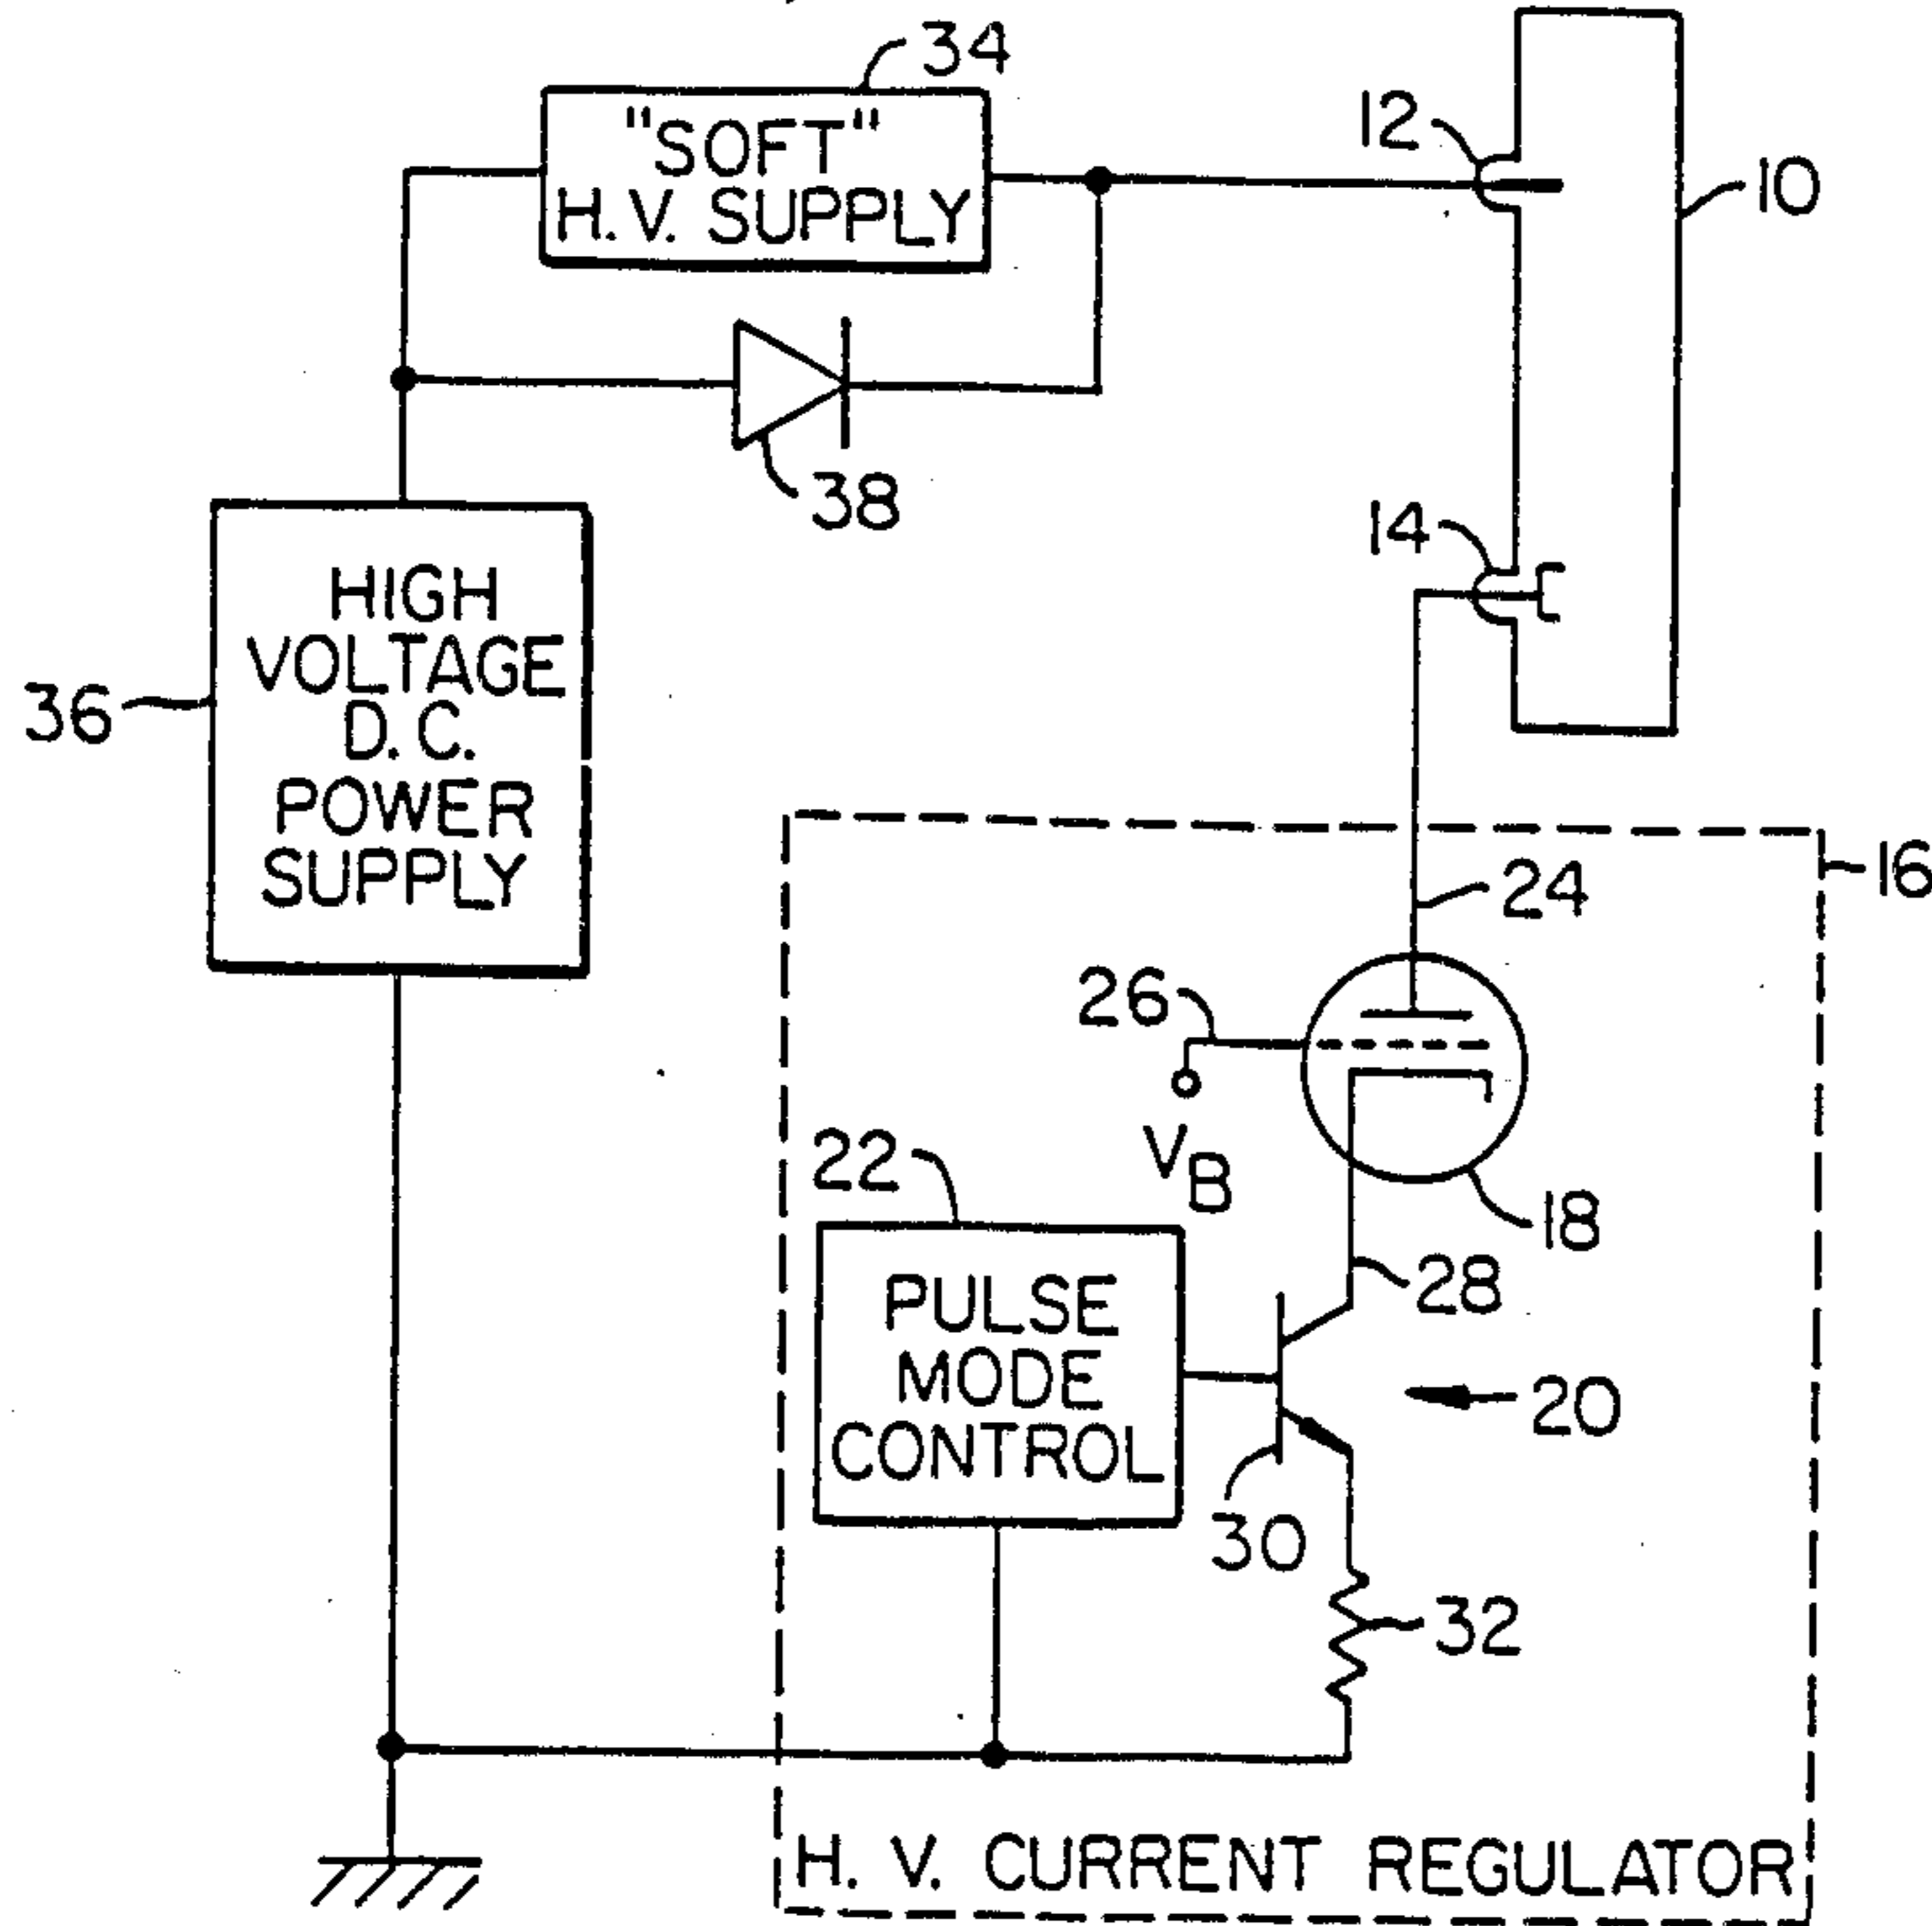 34
"SOFT"
H.V. SUPPLY
12
10
38
14
36
HIGH
VOLTAGE
D.C.
POWER
SUPPLY
16
24
26
VB
18
22
28
PULSE
MODE
CONTROL
20
30
32
H. V. CURRENT REGULATOR